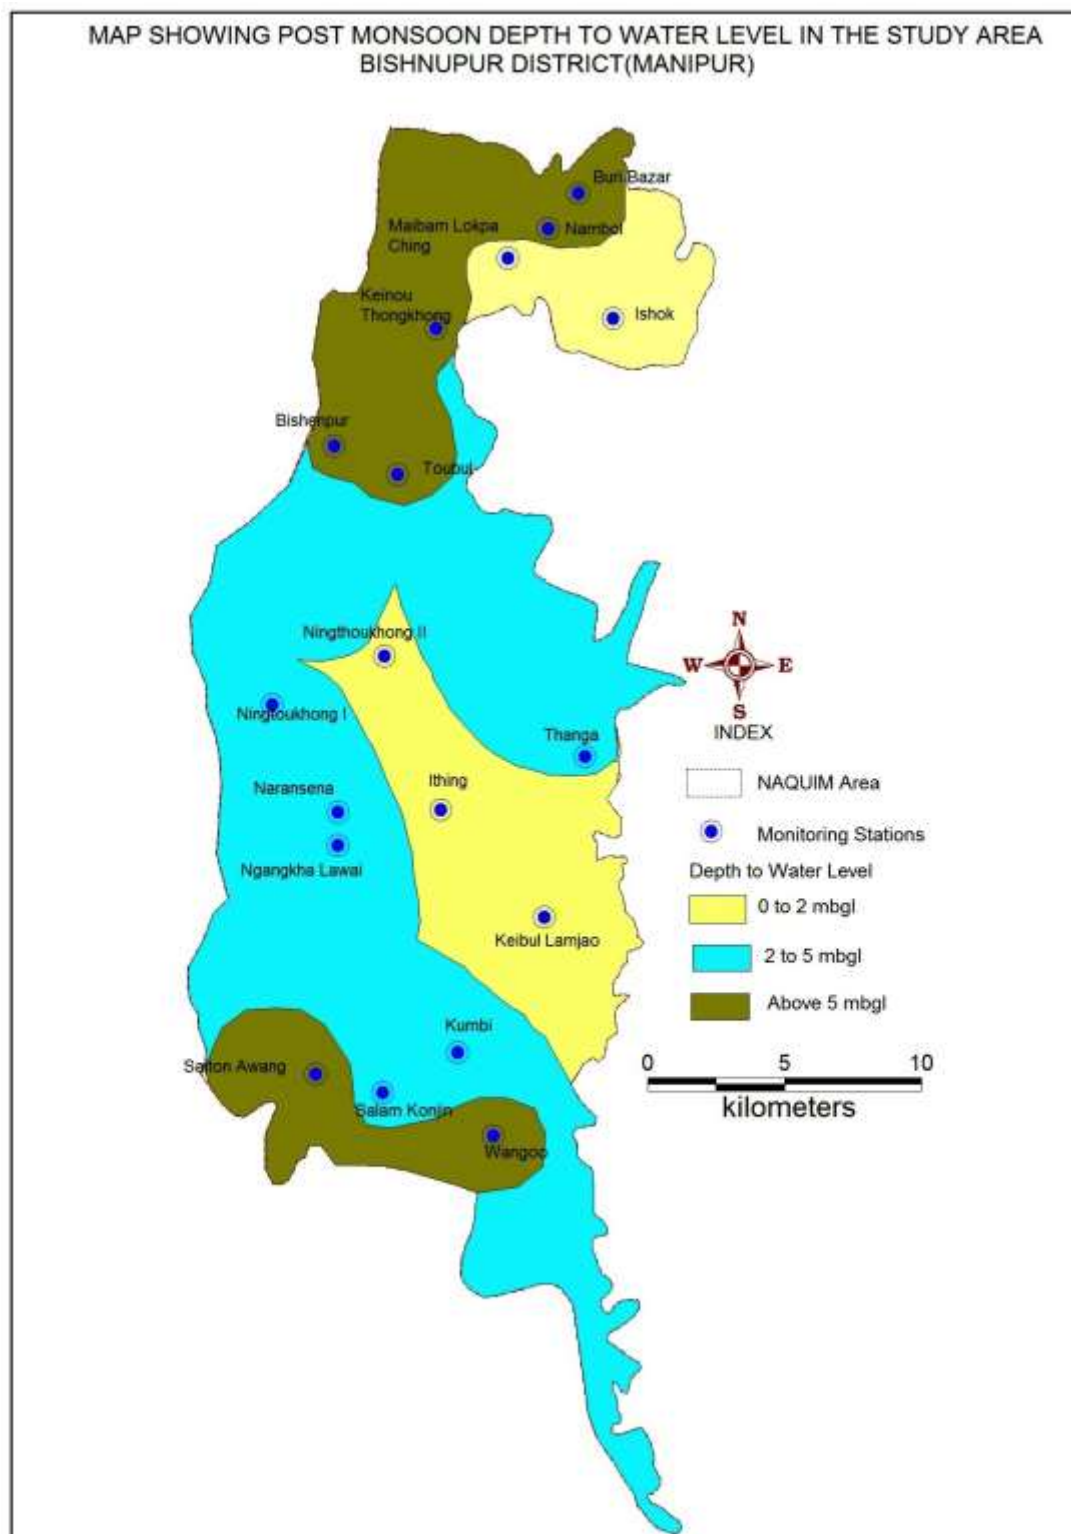 MAP SHOWING POST MONSOON DEPTH TO WATER LEVEL IN THE STUDY AREA
BISHNUPUR DISTRICT(MANIPUR)
Buri Bazar
Maibam Lokpa
Ching
Nambol
Keinou
Thongkhong
Ishok
Bishenpur
Toubul
N
W
E
S
Ningthoukhong II
Ningtoukhong I
Thanga
INDEX
Ithing
NAQUIM Area
Naransena
Monitoring Stations
Ngangkha Lawai
Depth to Water Level
0 to 2 mbgl
Keibul Lamjao
2 to 5 mbgl
Above 5 mbgl
Kumbi
0 5 10
Saiton Awang
kilometers
Salam Konjin
Wangoo